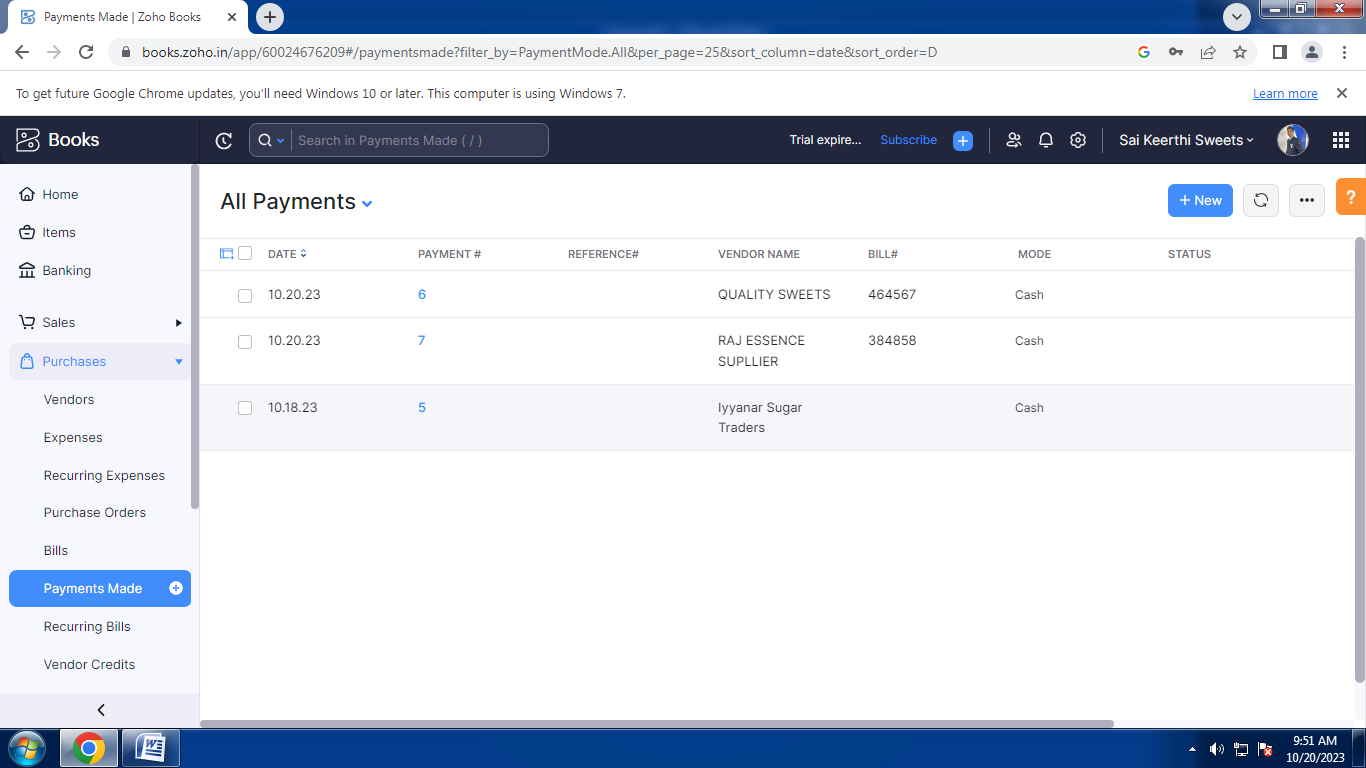 Payments Made | Zoho Books
books.zoho.in/app/60024676209#/paymentsmade?filter_by=PaymentMode.All&per_page=25&sort_column=date&sort_order=D
To get future Google Chrome updates, you'll need Windows 10 or later. This computer is using Windows 7.
Learn more
Books
Search in Payments Made ( / )
Trial expire...
Subscribe
Sai Keerthi Sweets
Home
Items
Banking
Sales
Purchases
Vendors
Expenses
Recurring Expenses
Purchase Orders
Bills
Payments Made
Recurring Bills
Vendor Credits
All Payments
+ New
?
DATE PAYMENT # REFERENCE# VENDOR NAME BILL# MODE STATUS
10.20.23 6 QUALITY SWEETS 464567 Cash
10.20.23 7 RAJ ESSENCE 384858 Cash
SUPLLIER
10.18.23 5 Iyyanar Sugar Cash
Traders
9:51 AM
10/20/2023